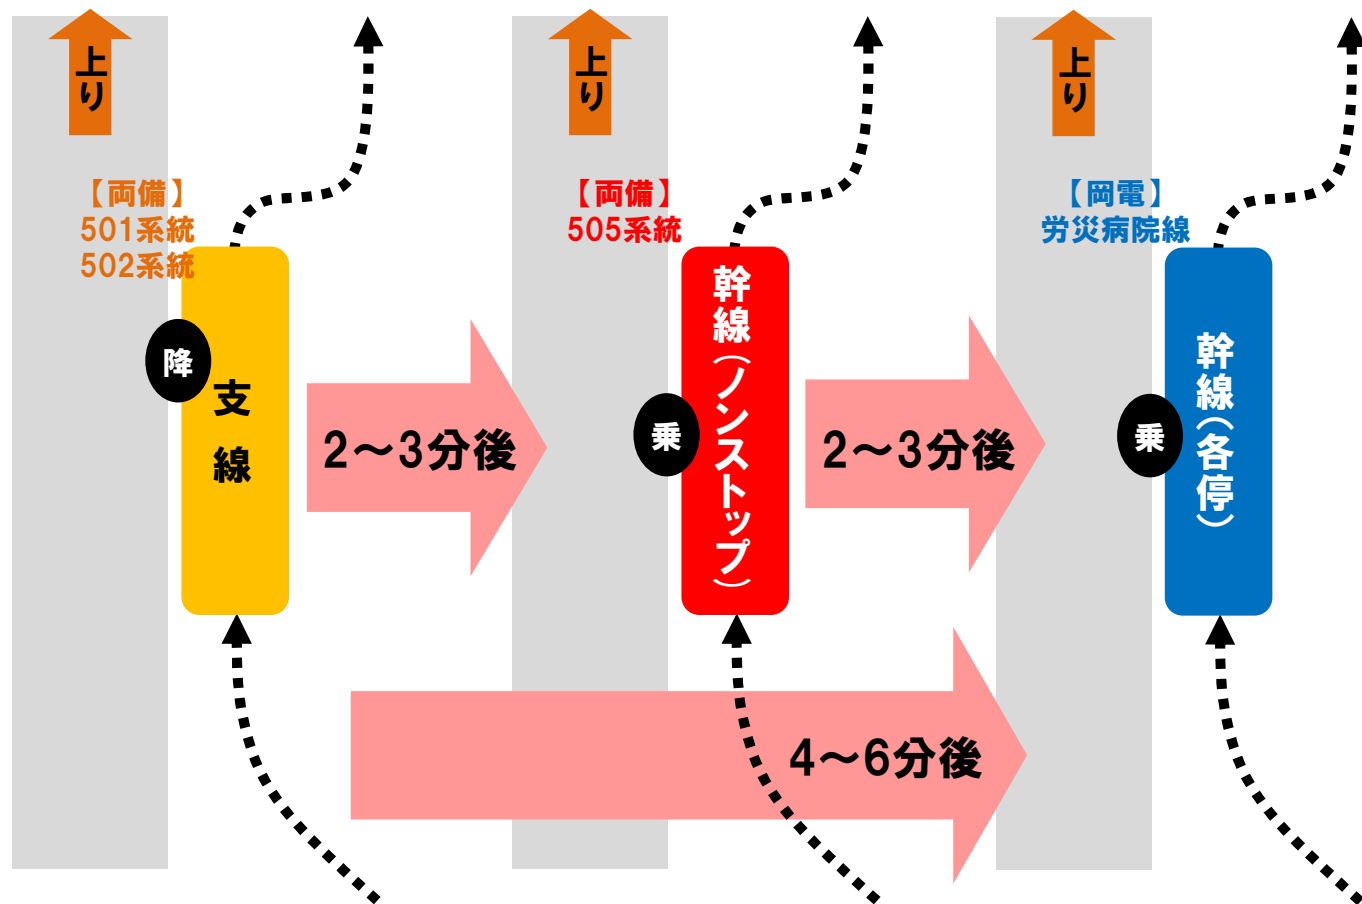 上り
上り
上り
【両備】
501系統
502系統
【両備】
505系統
【岡電】
労災病院線
降
支線
2～3分後
乗
幹線(ノンストップ)
2～3分後
乗
幹線(各停)
4～6分後